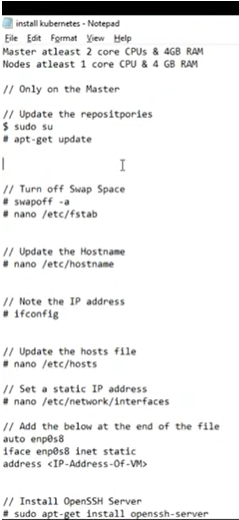 install kubernetes - Notepad
File Edit Format View Help
Master atleast 2 core CPUs & 4GB RAM
Nodes atleast 1 core CPU & 4 GB RAM
// Only on the Master
// Update the repositpories
$ sudo su
# apt-get update
// Turn off Swap Space
# swapoff -a
# nano /etc/fstab
// Update the Hostname
# nano /etc/hostname
// Note the IP address
# ifconfig
// Update the hosts file
# nano /etc/hosts
// Set a static IP address
# nano /etc/network/interfaces
// Add the below at the end of the file
auto enp0s8
iface enp0s8 inet static
address <IP-Address-Of-VM>
// Install OpenSSH Server
# sudo apt-get install openssh-server